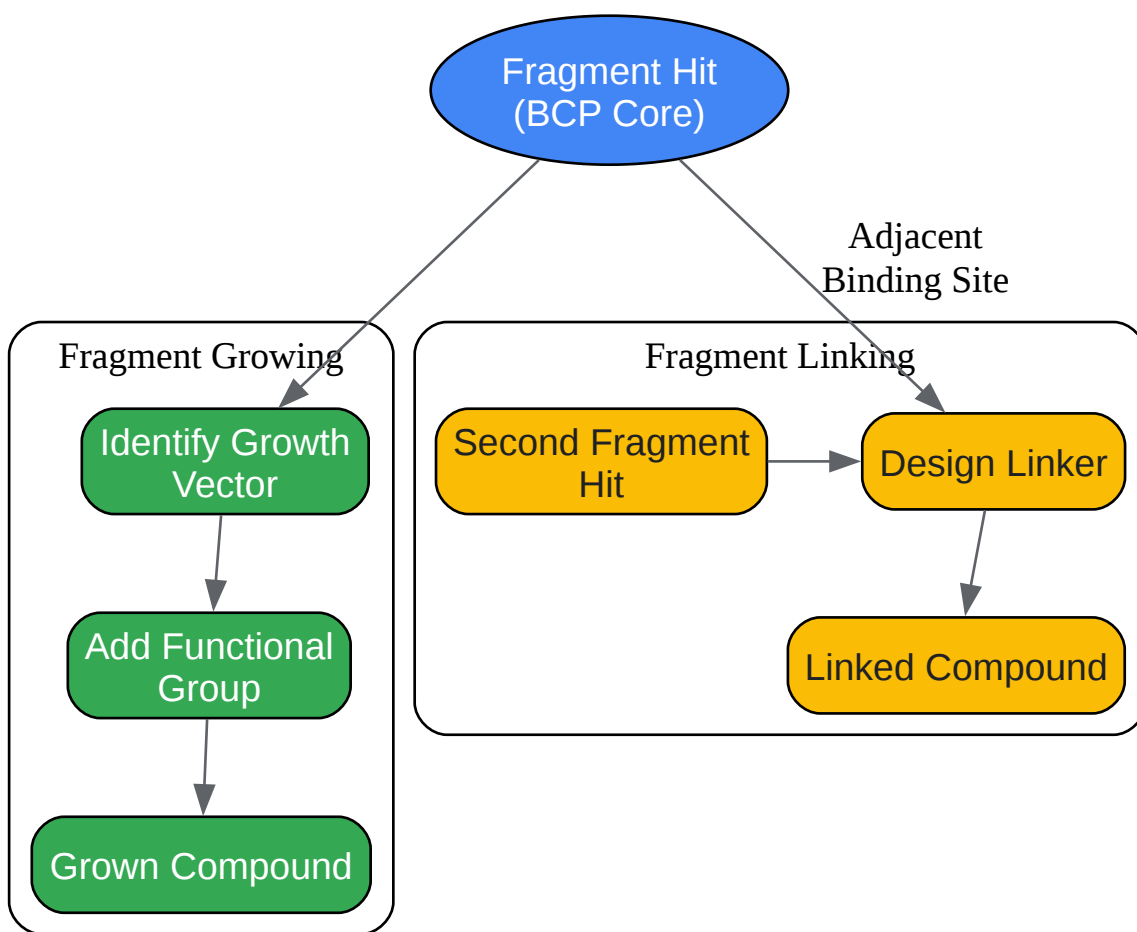 Fragment Hit
(BCP Core)
Adjacent
Binding Site
Fragment Growing
Fragment Linking
Identify Growth
Vector
Second Fragment
Hit
Design Linker
Add Functional
Group
Linked Compound
Grown Compound